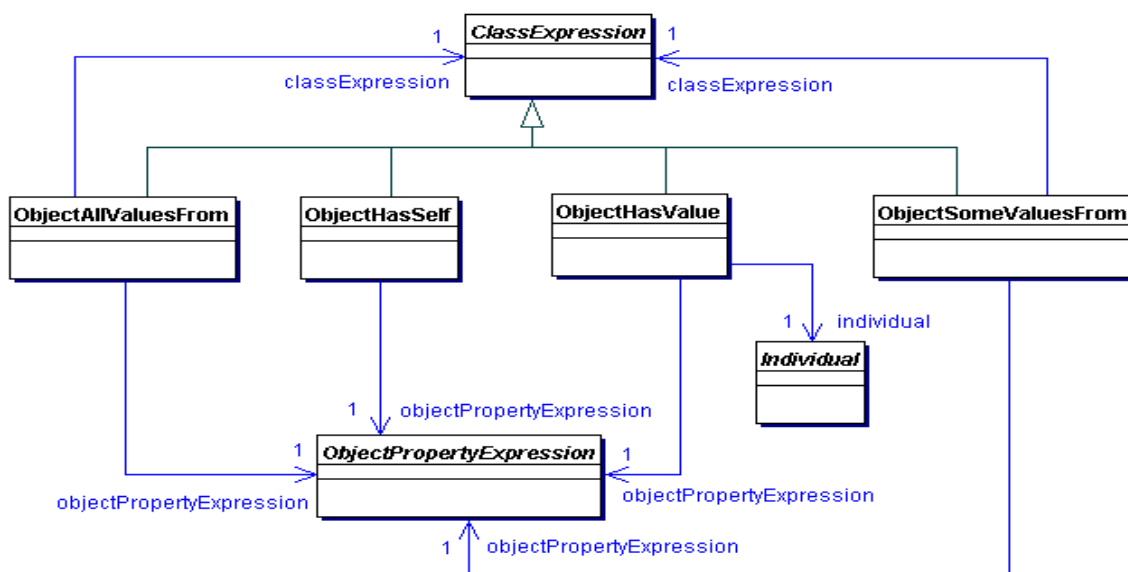 ClassExpression
1
1
classExpression
classExpression
ObjectAllValuesFrom
ObjectHasSelf
ObjectHasValue
ObjectSomeValuesFrom
1
individual
Individual
1
objectPropertyExpression
1
ObjectPropertyExpression
1
objectPropertyExpression
objectPropertyExpression
1
objectPropertyExpression